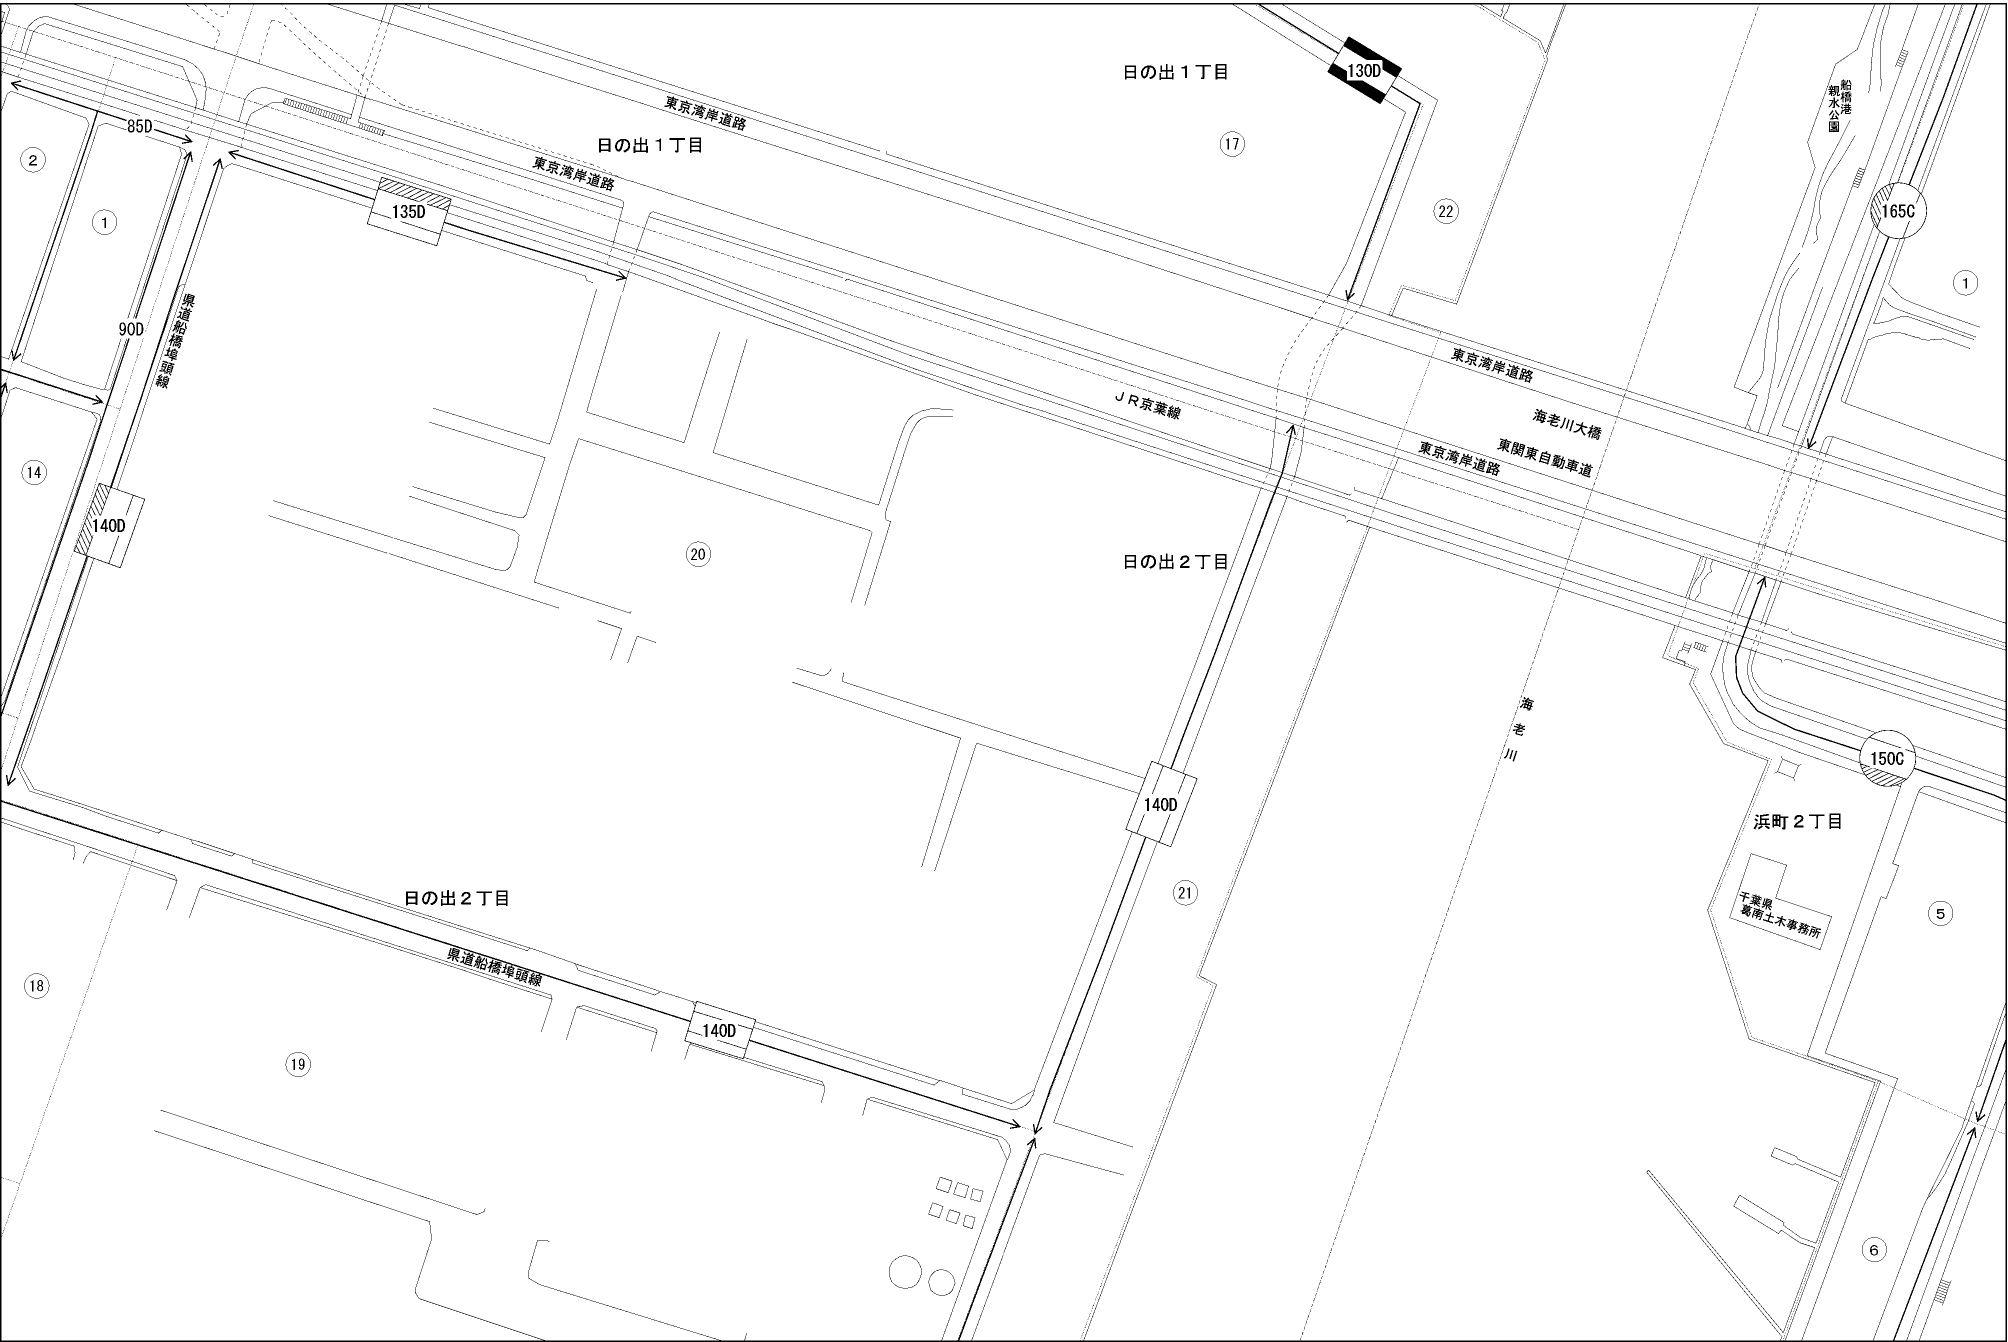 日の出１丁目
130D
船橋港
親水公園
東京湾岸道路
85D
日の出１丁目
17
2
東京湾岸道路
135D
22
165C
1
1
県道船橋埠頭線
90D
東京湾岸道路
ＪＲ京葉線
海老川大橋
東関東自動車道
東京湾岸道路
14
140D
20
日の出２丁目
海老川
150C
140D
浜町２丁目
21
日の出２丁目
千葉県
葛南土木事務所
5
県道船橋埠頭線
18
140D
19
6